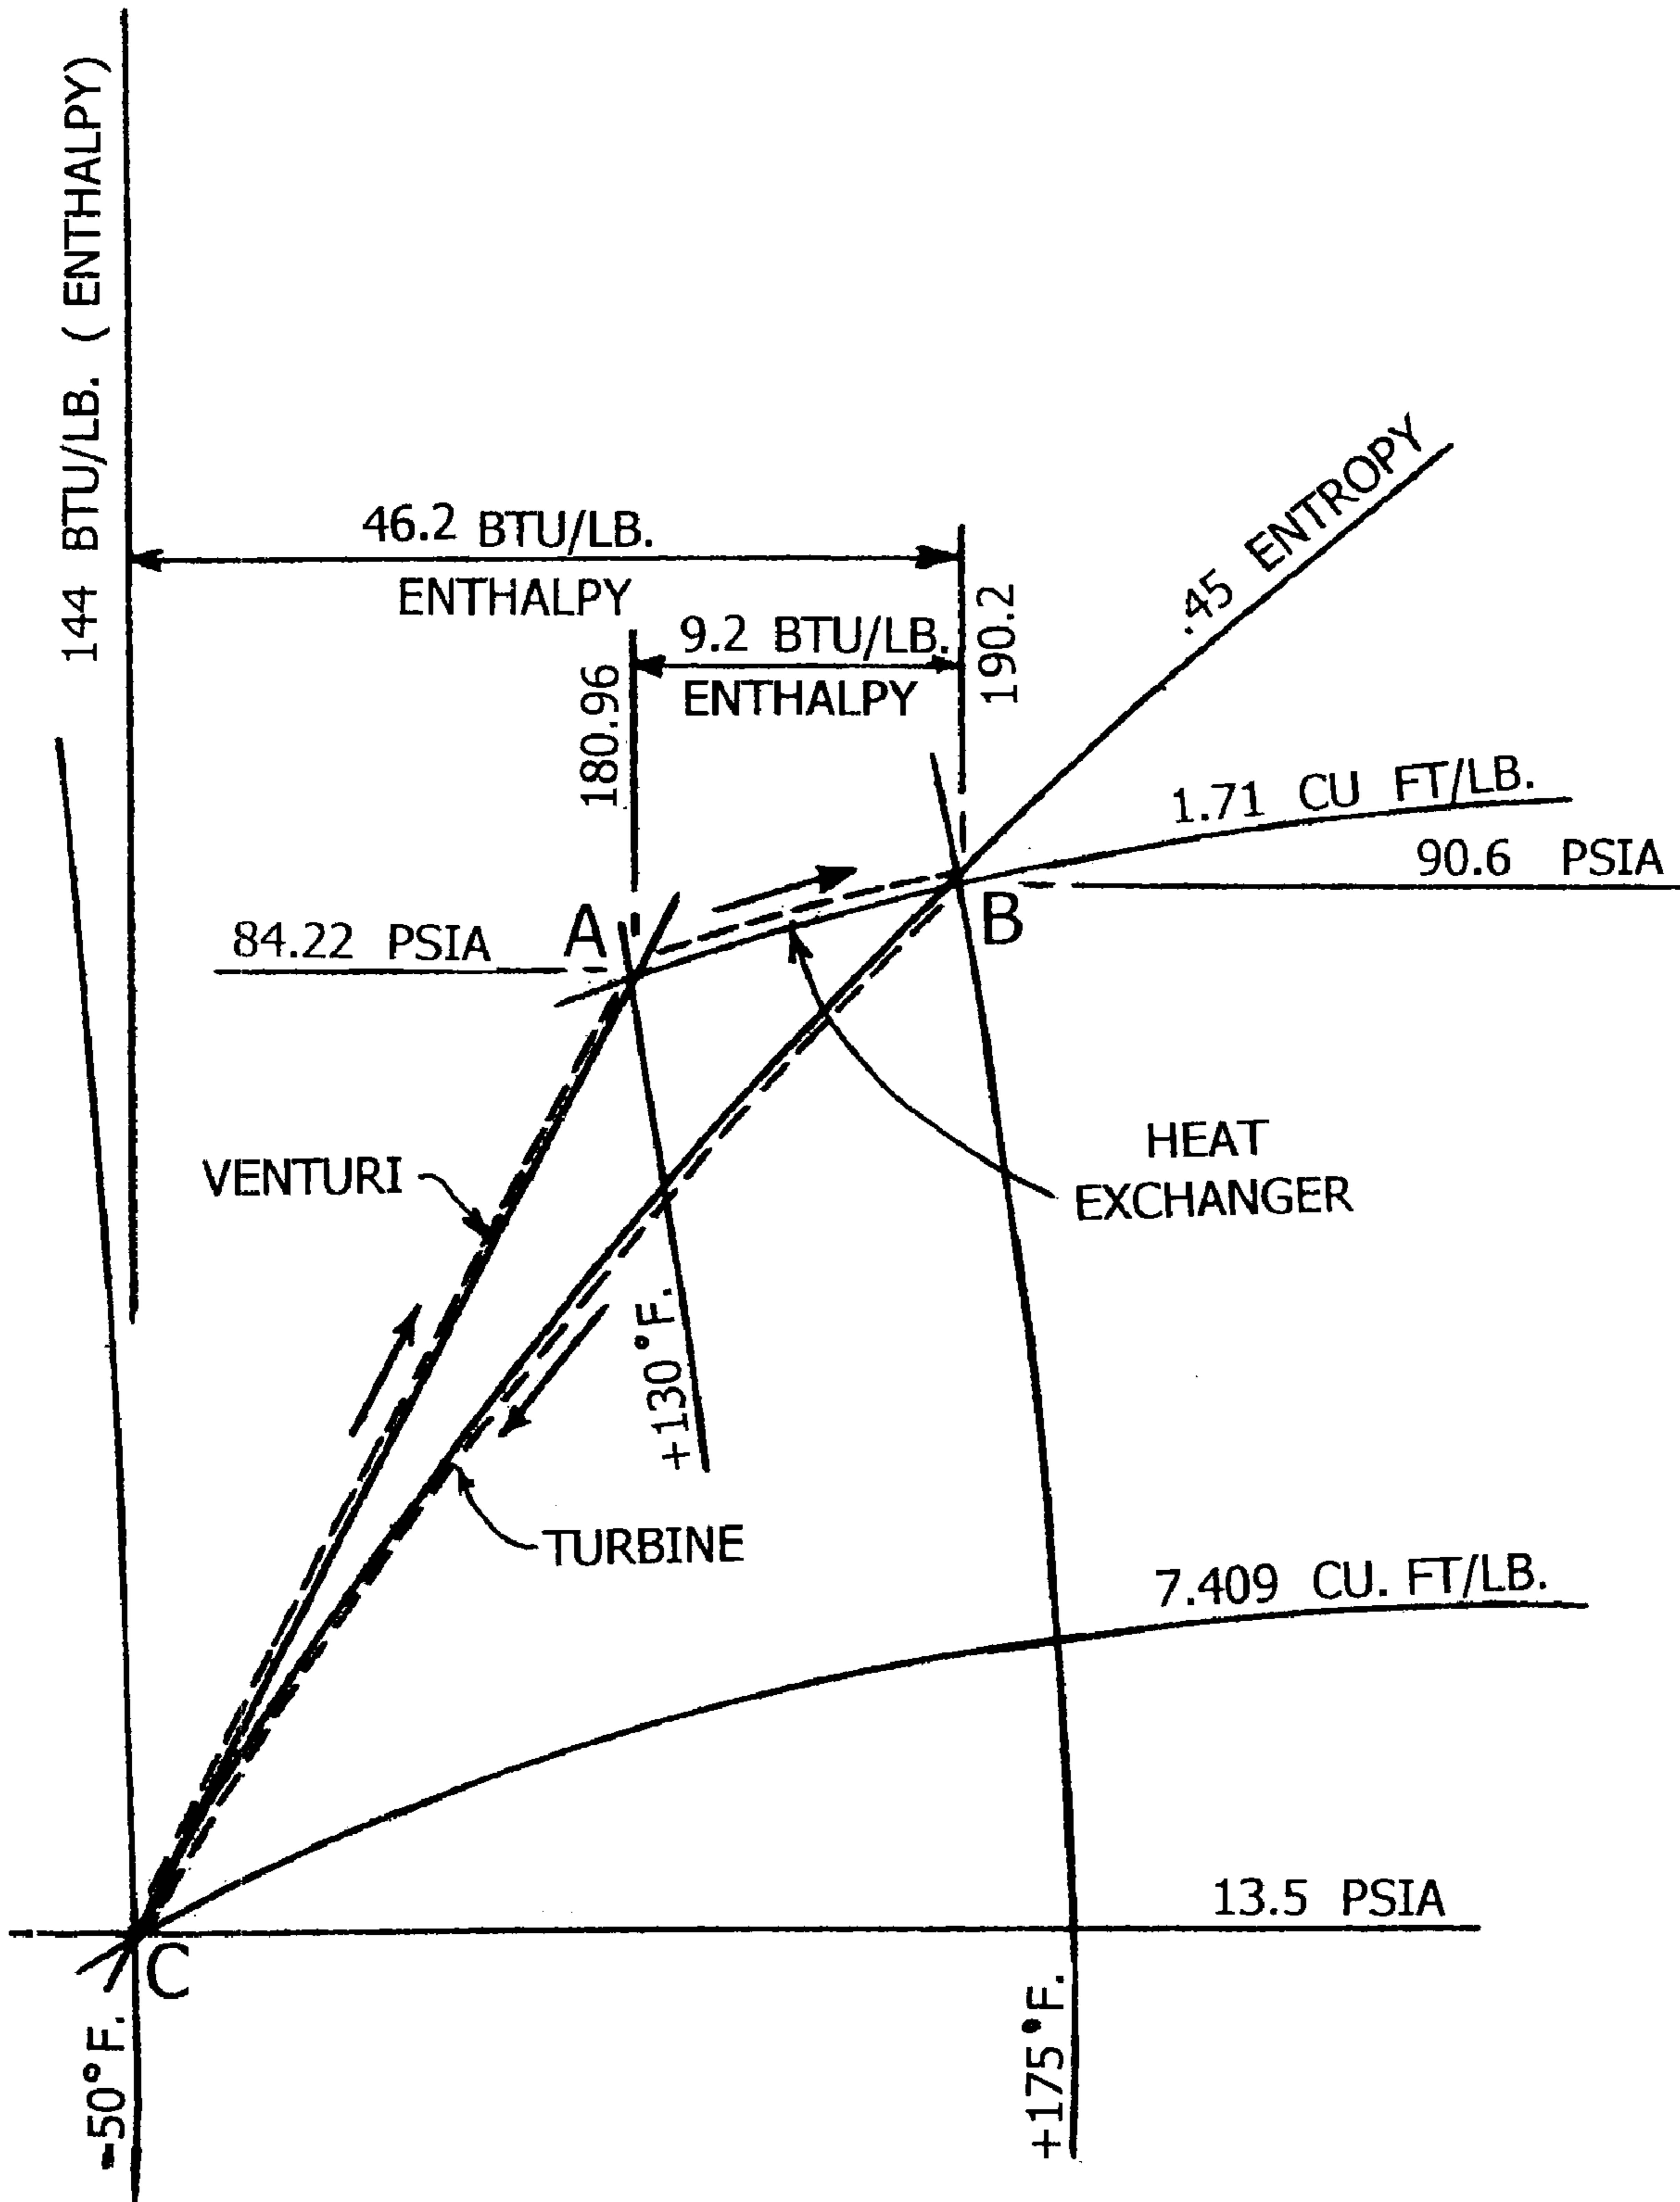 144 BTU/LB. ( ENTHALPY)
46.2 BTU/LB.
ENTHALPY
9.2 BTU/LB.
ENTHALPY
180.96
190.2
.45 ENTROPY
1.71 CU FT/LB.
90.6 PSIA
84.22 PSIA
A
B
VENTURI
HEAT
EXCHANGER
+130°F.
TURBINE
7.409 CU. FT/LB.
13.5 PSIA
C
-50°F.
+175°F.